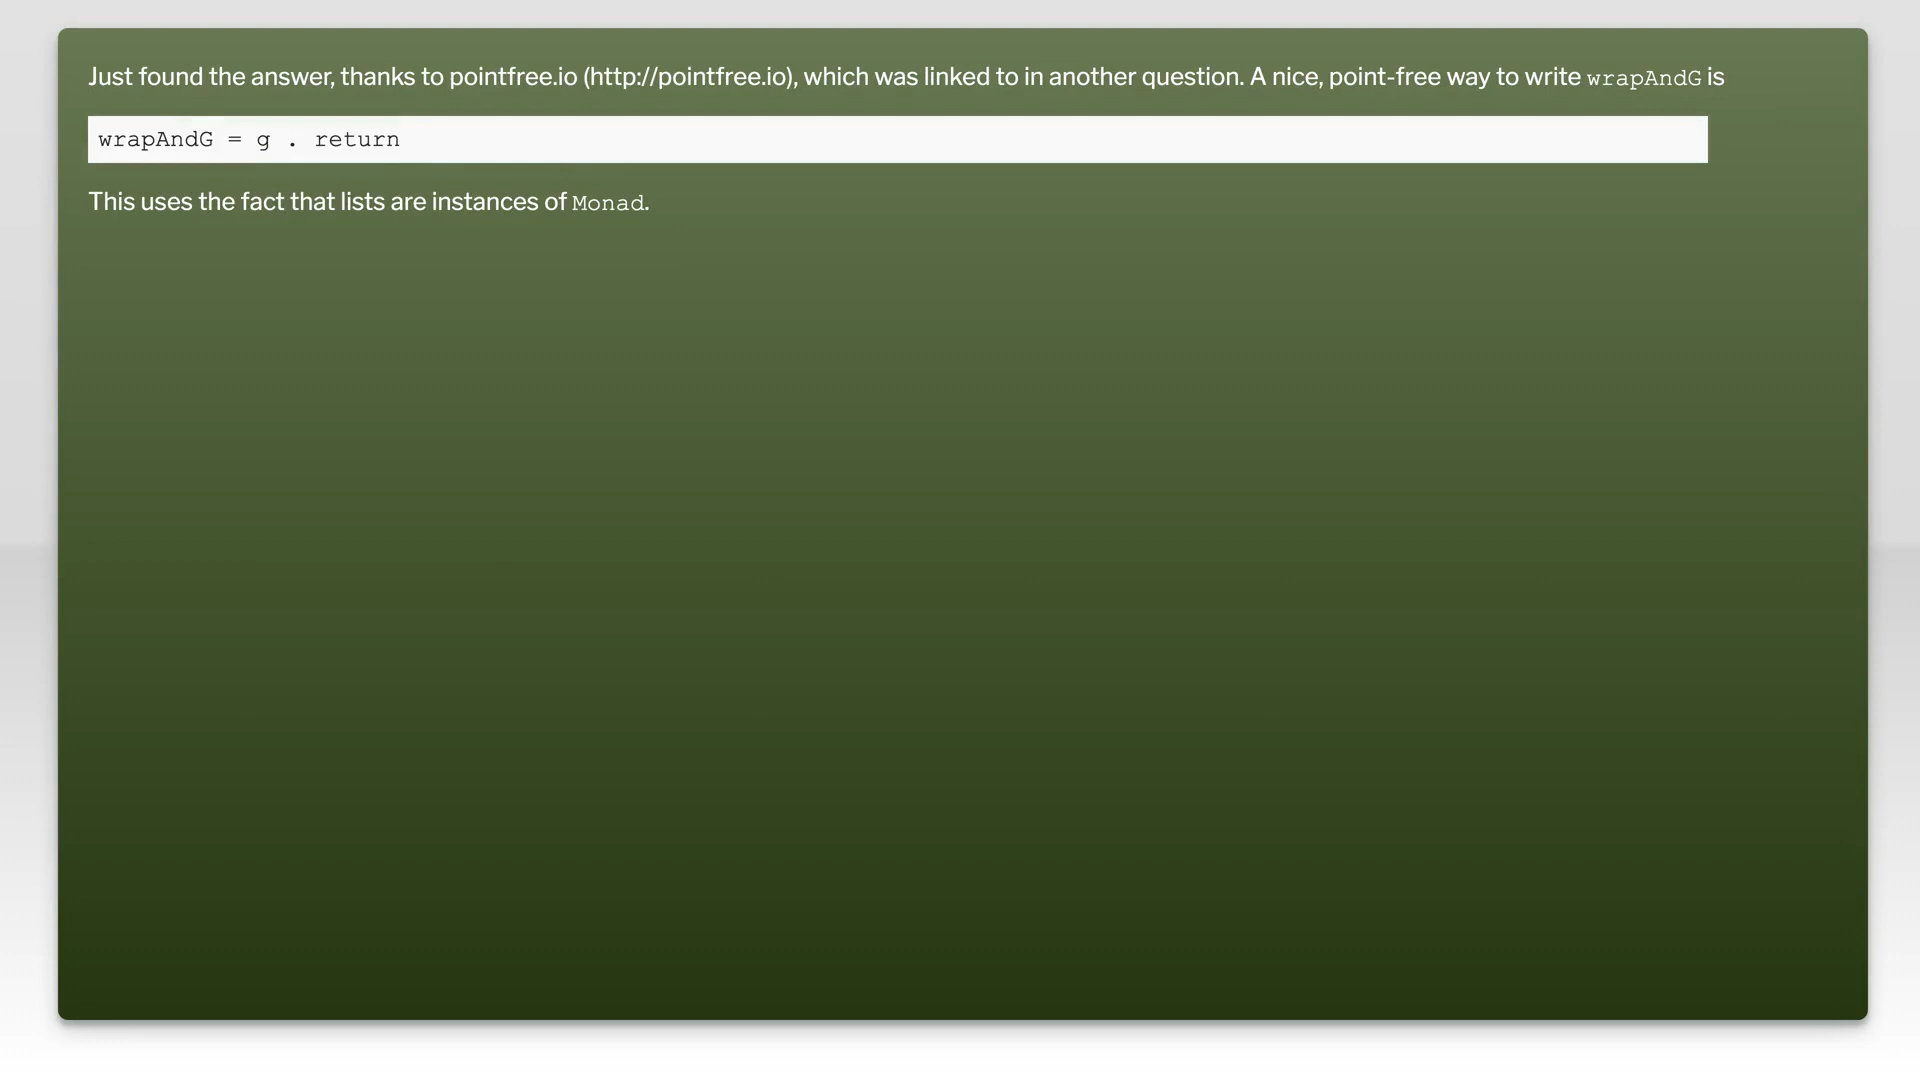 Just found the answer, thanks to pointfree.io (http://pointfree.io), which was linked to in another question. A nice, point-free way to write wrapAndG is
wrapAndG = g . return
This uses the fact that lists are instances of Monad.